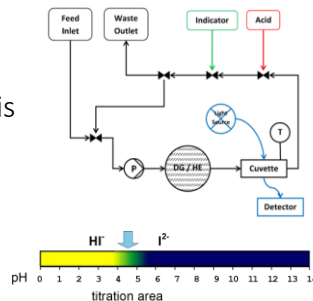 Feed
Inlet
Waste
Outlet
Indicator
Acid
is
Light
Source
T
P
DG / HE
Cuvette
Detector
HI⁻ I²⁻
pH 0 1 2 3 4 5 6 7 8 9 10 11 12 13 14
titration area